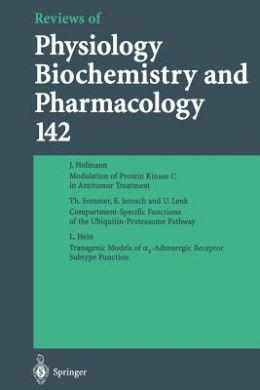 Reviews of
Physiology
Biochemistry and
Pharmacology
142
J. Hofmann
Modulation of Protein Kinase C
in Antitumor Treatment
Th. Sommer, E. Jarosch and U. Lenk
Compartment-Specific Functions
of the Ubiquitin-Proteasome Pathway
L. Hein
Transgenic Models of α₂-Adrenergic Receptor
Subtype Function
Springer